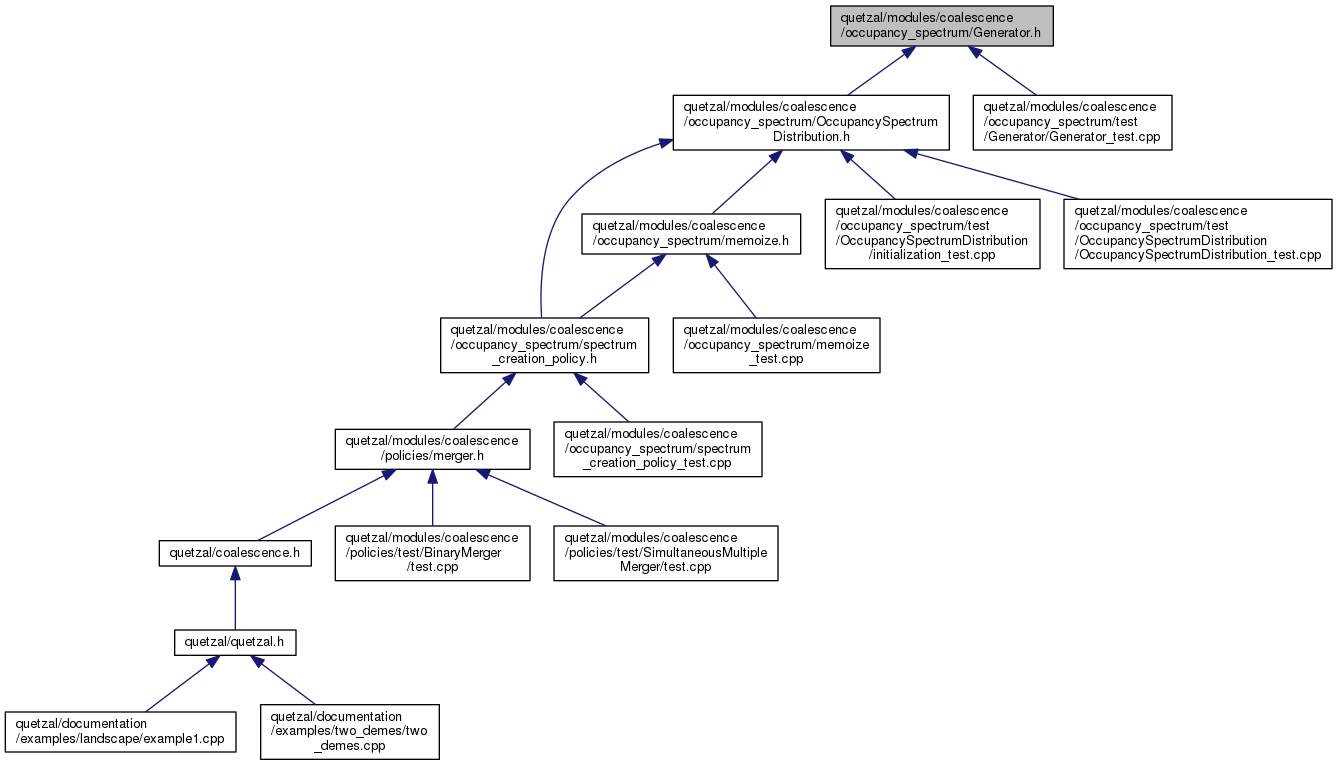 quetzal/modules/coalescence
/occupancy_spectrum/Generator.h
quetzal/modules/coalescence
/occupancy_spectrum/OccupancySpectrum
Distribution.h
quetzal/modules/coalescence
/occupancy_spectrum/test
/Generator/Generator_test.cpp
quetzal/modules/coalescence
/occupancy_spectrum/memoize.h
quetzal/modules/coalescence
/occupancy_spectrum/test
/OccupancySpectrumDistribution
/initialization_test.cpp
quetzal/modules/coalescence
/occupancy_spectrum/test
/OccupancySpectrumDistribution
/OccupancySpectrumDistribution_test.cpp
quetzal/modules/coalescence
/occupancy_spectrum/spectrum
_creation_policy.h
quetzal/modules/coalescence
/occupancy_spectrum/memoize
_test.cpp
quetzal/modules/coalescence
/policies/merger.h
quetzal/modules/coalescence
/occupancy_spectrum/spectrum
_creation_policy_test.cpp
quetzal/coalescence.h
quetzal/modules/coalescence
/policies/test/BinaryMerger
/test.cpp
quetzal/modules/coalescence
/policies/test/SimultaneousMultiple
Merger/test.cpp
quetzal/quetzal.h
quetzal/documentation
/examples/landscape/example1.cpp
quetzal/documentation
/examples/two_demes/two
_demes.cpp